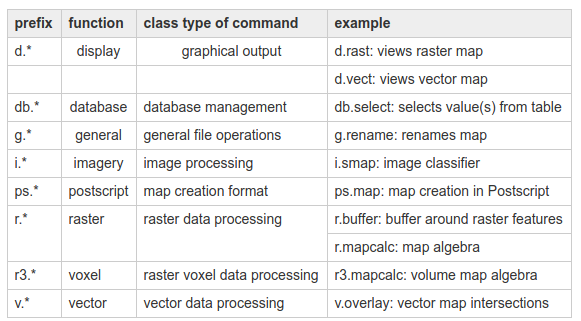 prefix function class type of command example
d.* display graphical output d.rast: views raster map
d.vect: views vector map
db.* database database management db.select: selects value(s) from table
g.* general general file operations g.rename: renames map
i.* imagery image processing i.smap: image classifier
ps.* postscript map creation format ps.map: map creation in Postscript
r.* raster raster data processing r.buffer: buffer around raster features
r.mapcalc: map algebra
r3.* voxel raster voxel data processing r3.mapcalc: volume map algebra
v.* vector vector data processing v.overlay: vector map intersections